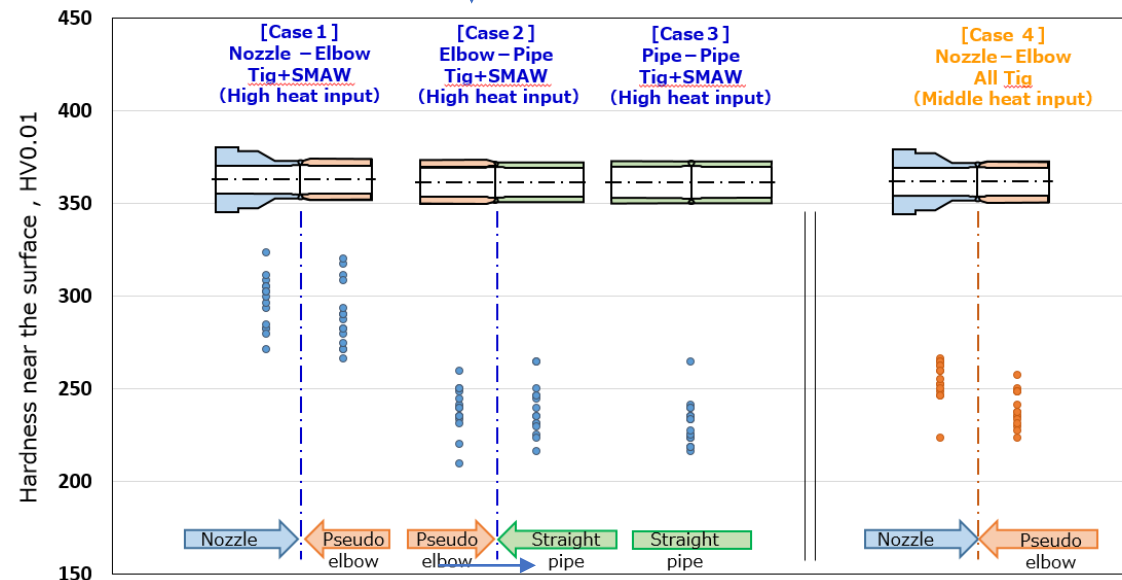 450
400
350
300
250
200
150
Hardness near the surface , HV0.01
[Case 1]
Nozzle－Elbow
Tig+SMAW
(High heat input)
[Case 2]
Elbow－Pipe
Tig+SMAW
(High heat input)
[Case 3]
Pipe－Pipe
Tig+SMAW
(High heat input)
[Case 4]
Nozzle－Elbow
All Tig
(Middle heat input)
Nozzle
Pseudo
elbow
Pseudo
elbow
Straight
pipe
Straight
pipe
Nozzle
Pseudo
elbow